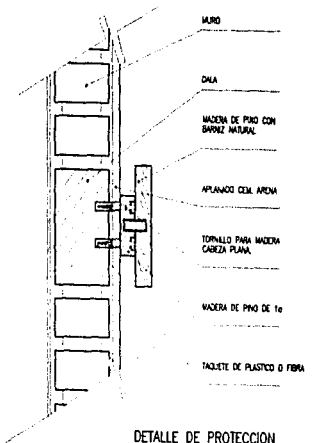 MURO
DALA
MADERA DE PINO CON
BARNIZ NATURAL
APLANADO CEM. ARENA
TORNILLO PARA MADERA
CABEZA PLANA.
MADERA DE PINO DE 1a
TAQUETE DE PLASTICO O FIBRA
DETALLE DE PROTECCION